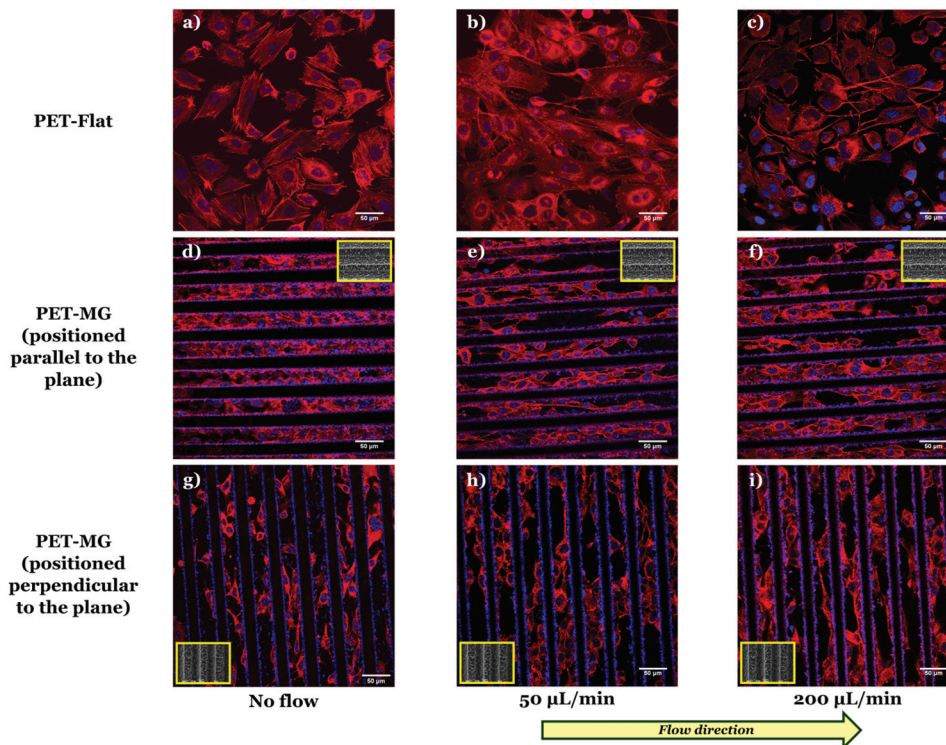 a)
b)
c)
PET-Flat
50 µm
50 µm
50 µm
d)
e)
f)
PET-MG
(positioned
parallel to the
plane)
50 µm
50 µm
50 µm
g)
h)
i)
PET-MG
(positioned
perpendicular
to the plane)
50 µm
50 µm
50 µm
No flow
50 µL/min
200 µL/min
Flow direction